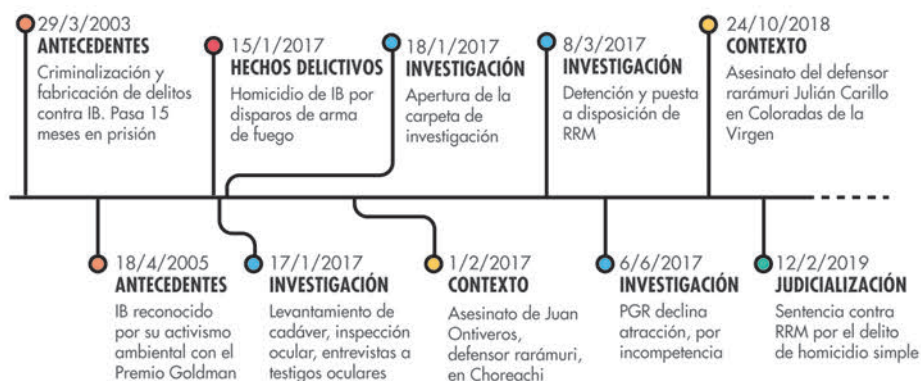 29/3/2003
ANTECEDENTES
Criminalización y
fabricación de delitos
contra IB. Pasa 15
meses en prisión
15/1/2017
HECHOS DELICTIVOS
Homicidio de IB por
disparos de arma
de fuego
18/1/2017
INVESTIGACIÓN
Apertura de la
carpeta de
investigación
8/3/2017
INVESTIGACIÓN
Detención y puesta
a disposición de
RRM
24/10/2018
CONTEXTO
Asesinato del defensor
rarámuri Julián Carillo
en Coloradas de la
Virgen
18/4/2005
ANTECEDENTES
IB reconocido
por su activismo
ambiental con el
Premio Goldman
17/1/2017
INVESTIGACIÓN
Levantamiento de
cadáver, inspección
ocular, entrevistas a
testigos oculares
1/2/2017
CONTEXTO
Asesinato de Juan
Ontiveros,
defensor rarámuri,
en Choreachi
6/6/2017
INVESTIGACIÓN
PGR declina
atracción, por
incompetencia
12/2/2019
JUDICIALIZACIÓN
Sentencia contra
RRM por el delito
de homicidio simple